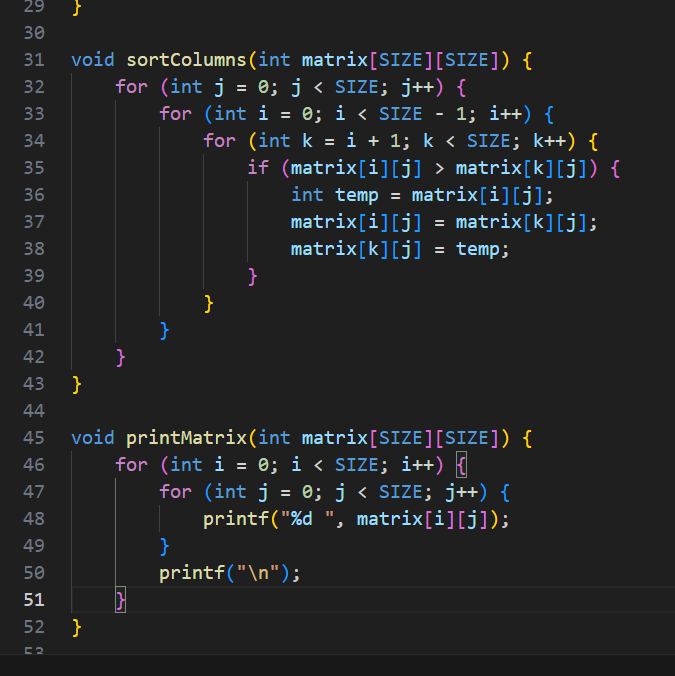 29 }
30
31 void sortColumns(int matrix[SIZE][SIZE]) {
32     for (int j = 0; j < SIZE; j++) {
33         for (int i = 0; i < SIZE - 1; i++) {
34             for (int k = i + 1; k < SIZE; k++) {
35                 if (matrix[i][j] > matrix[k][j]) {
36                     int temp = matrix[i][j];
37                     matrix[i][j] = matrix[k][j];
38                     matrix[k][j] = temp;
39                 }
40             }
41         }
42     }
43 }
44
45 void printMatrix(int matrix[SIZE][SIZE]) {
46     for (int i = 0; i < SIZE; i++) {
47         for (int j = 0; j < SIZE; j++) {
48             printf("%d ", matrix[i][j]);
49         }
50         printf("\n");
51     }
52 }
53